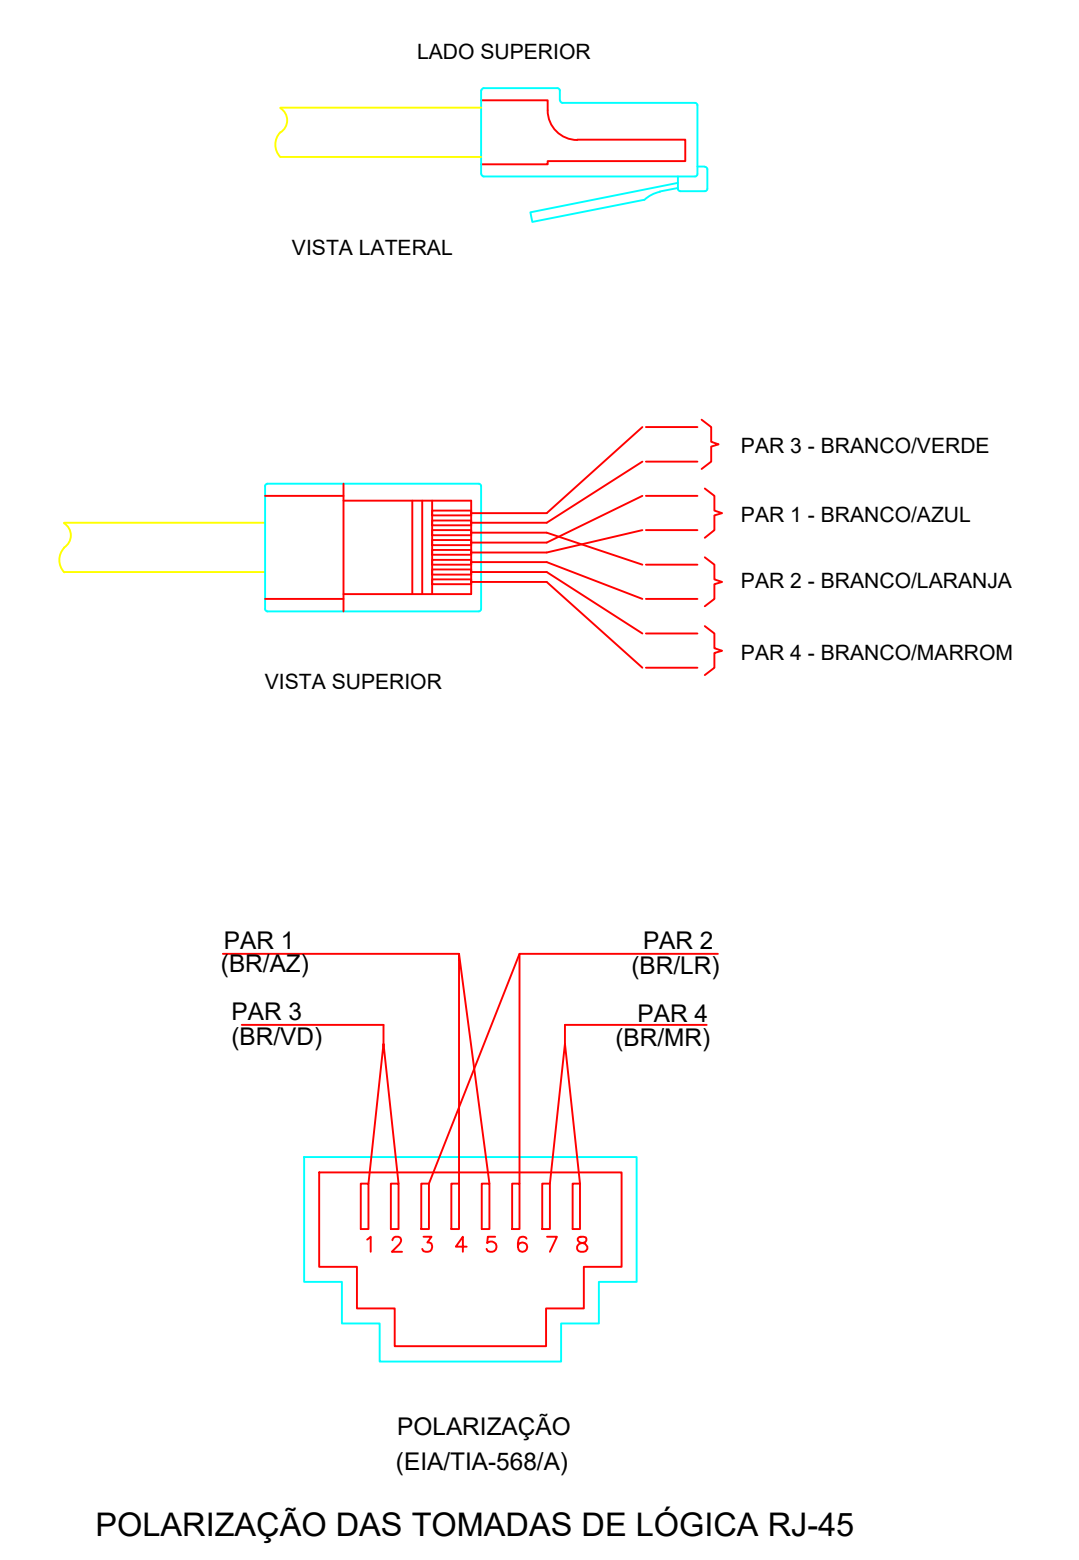 LADO SUPERIOR
VISTA LATERAL
PAR 3 - BRANCO/VERDE
PAR 1 - BRANCO/AZUL
PAR 2 - BRANCO/LARANJA
PAR 4 - BRANCO/MARROM
VISTA SUPERIOR
PAR 1
(BR/AZ)
PAR 2
(BR/LR)
PAR 3
(BR/VD)
PAR 4
(BR/MR)
1 2 3 4 5 6 7 8
POLARIZAÇÃO
(EIA/TIA-568/A)
POLARIZAÇÃO DAS TOMADAS DE LÓGICA RJ-45